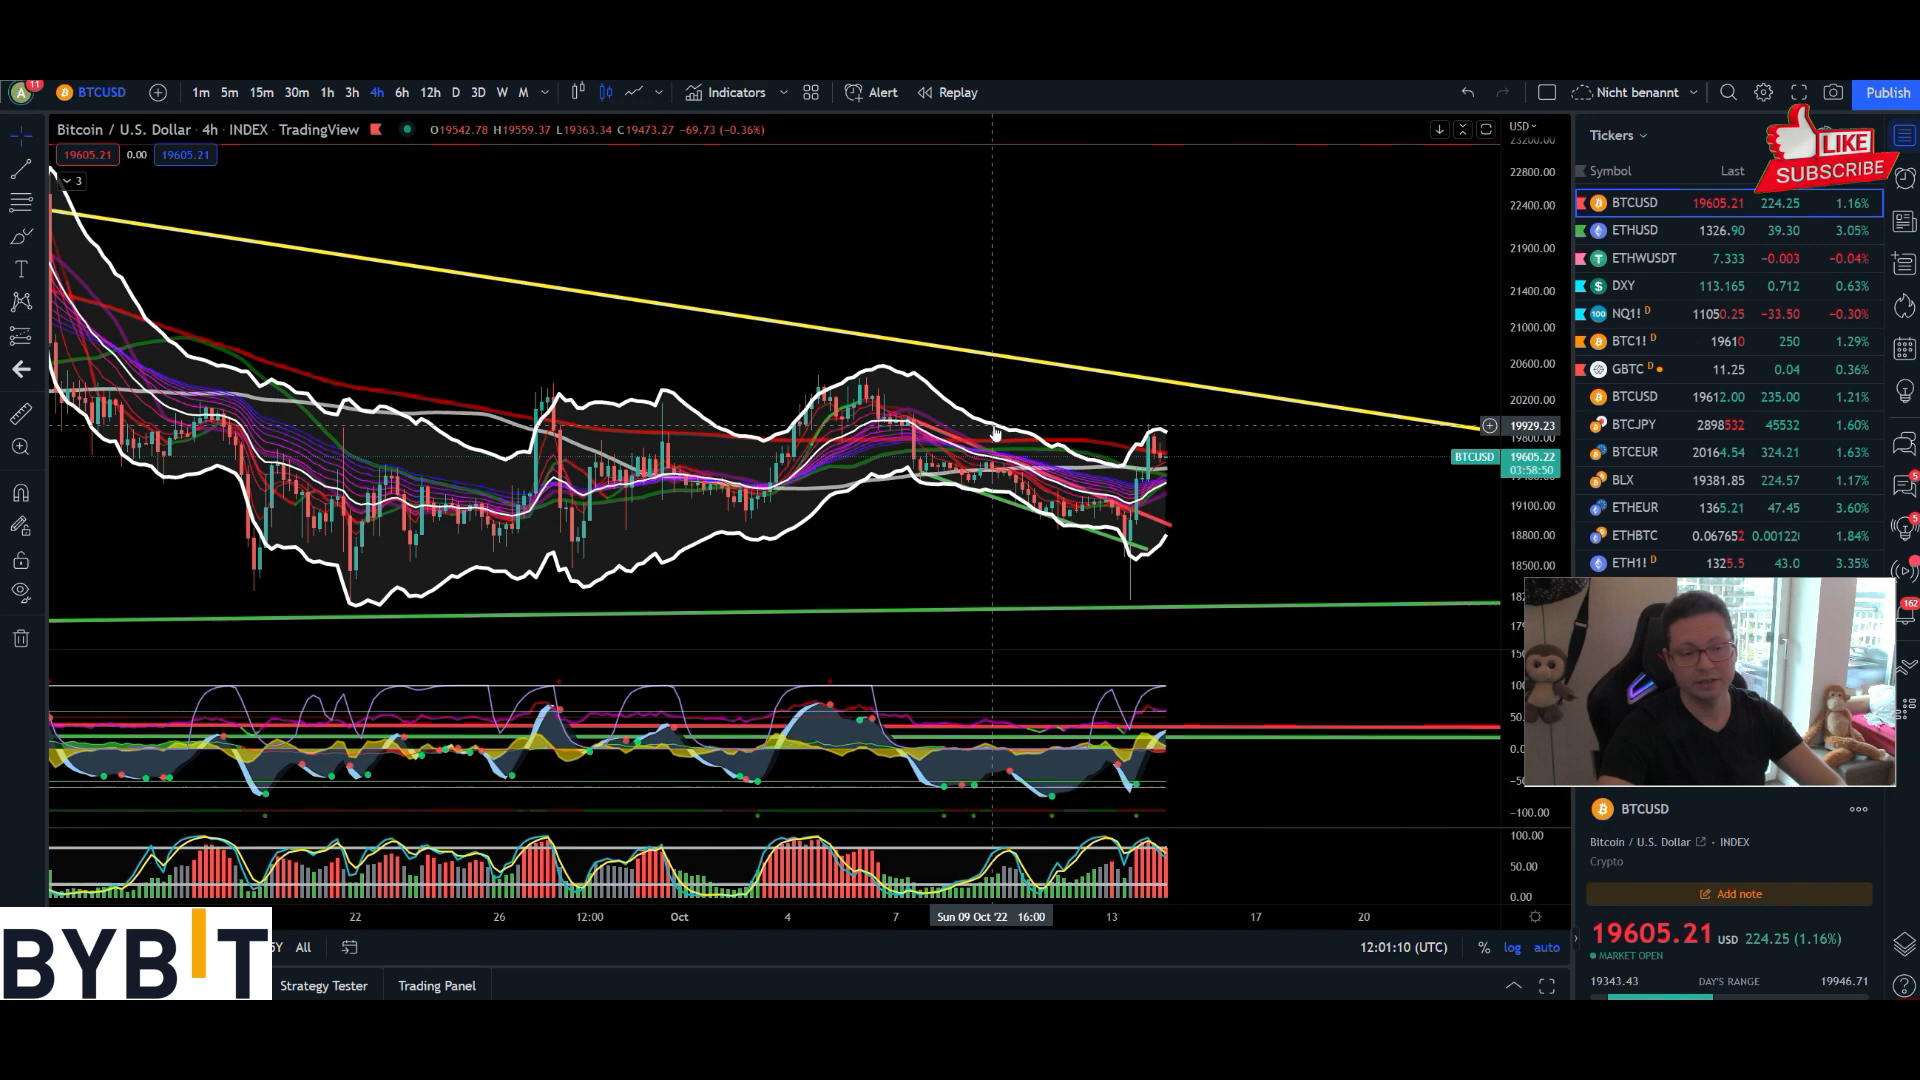 A 11 BTCUSD 1m 5m 15m 30m 1h 3h 4h 6h 12h D 3D W M Indicators Alert Replay Nicht benannt Publish
Bitcoin / U.S. Dollar · 4h · INDEX · TradingView O19542.78 H19559.37 L19363.34 C19473.27 −69.73 (−0.36%)
19605.21 0.00 19605.21
3
USD
23200.00
22800.00
22400.00
21900.00
21400.00
21000.00
20600.00
20200.00
19929.23
19800.00
BTCUSD 19605.22
03:58:50
19100.00
18800.00
18500.00
100.00
50.00
0.00
−100.00
22 26 12:00 Oct 4 7 Sun 09 Oct '22 16:00 13 17 20
BYBIT
5Y All
12:01:10 (UTC) % log auto
Strategy Tester Trading Panel
Tickers
LIKE
SUBSCRIBE
Symbol Last
BTCUSD 19605.21 224.25 1.16%
ETHUSD 1326.90 39.30 3.05%
ETHWUSDT 7.333 −0.003 −0.04%
DXY 113.165 0.712 0.63%
100 NQ1! D 11050.25 −33.50 −0.30%
BTC1! D 19610 250 1.29%
GBTC D 11.25 0.04 0.36%
BTCUSD 19612.00 235.00 1.21%
BTCJPY 2898532 45532 1.60%
BTCEUR 20164.54 324.21 1.63%
BLX 19381.85 224.57 1.17%
ETHEUR 1365.21 47.45 3.60%
ETHBTC 0.067652 0.00122 1.84%
ETH1! D 1325.5 43.0 3.35%
5
5
162
BTCUSD
Bitcoin / U.S. Dollar · INDEX
Crypto
Add note
19605.21 USD 224.25 (1.16%)
MARKET OPEN
19343.43 DAY'S RANGE 19946.71